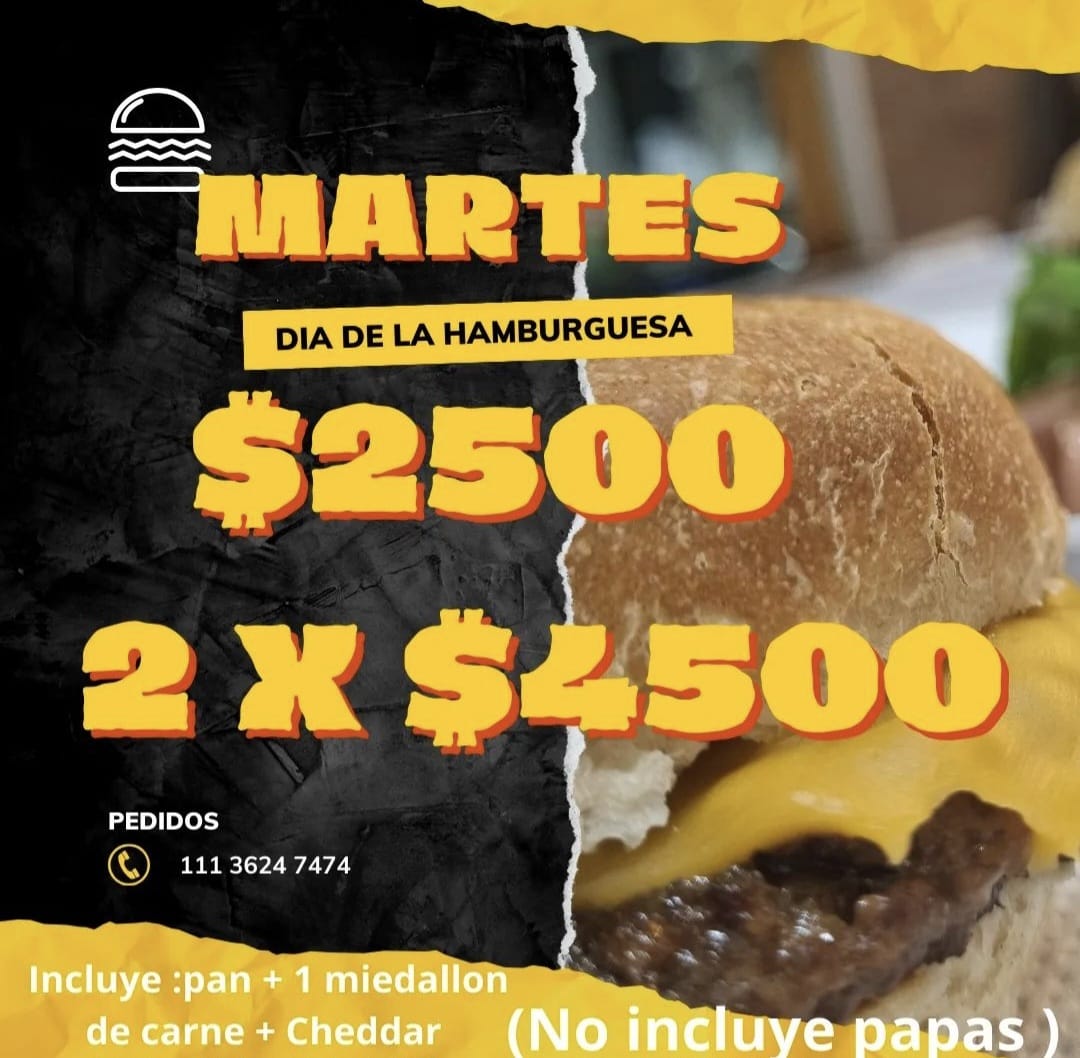 MARTES
DIA DE LA HAMBURGUESA
$2500
2 X $4500
PEDIDOS
111 3624 7474
Incluye :pan + 1 miedallon
de carne + Cheddar
(No incluye papas )